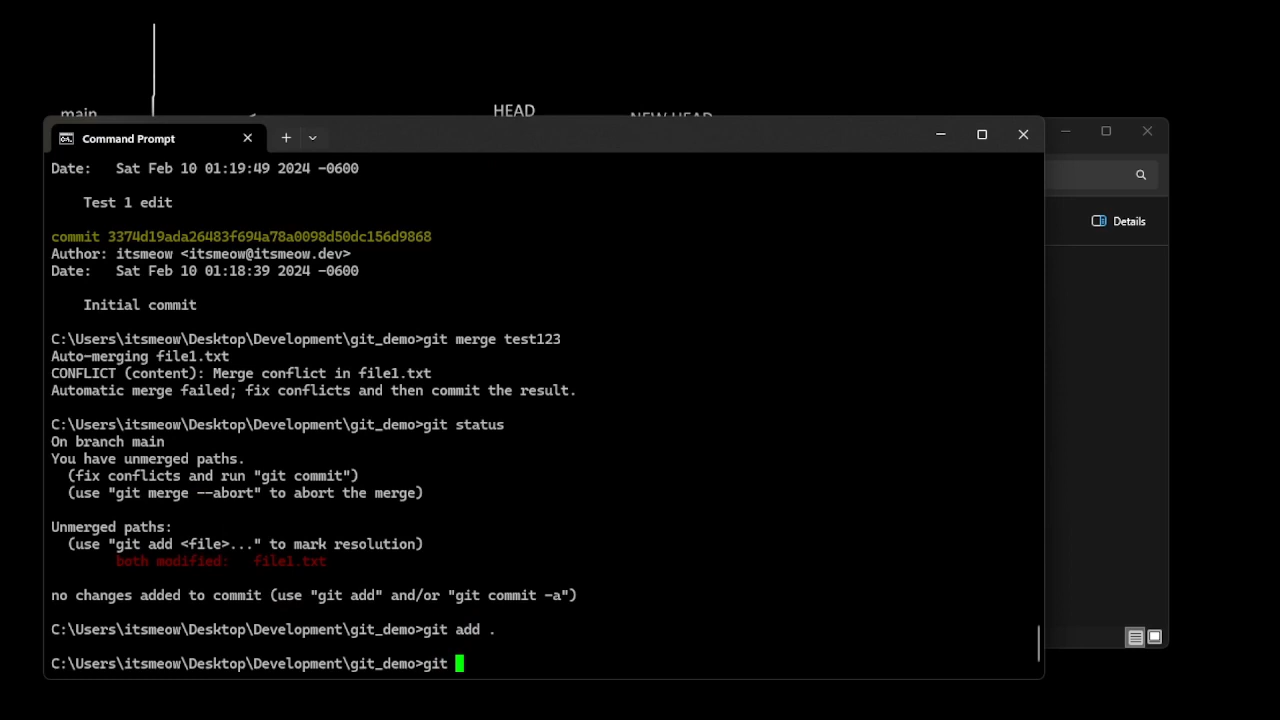 main
HEAD
NEW HEAD
Command Prompt
Date:   Sat Feb 10 01:19:49 2024 -0600
Test 1 edit
commit 3374d19ada26483f694a78a0098d50dc156d9868
Author: itsmeow <itsmeow@itsmeow.dev>
Date:   Sat Feb 10 01:18:39 2024 -0600
Initial commit
C:\Users\itsmeow\Desktop\Development\git_demo>git merge test123
Auto-merging file1.txt
CONFLICT (content): Merge conflict in file1.txt
Automatic merge failed; fix conflicts and then commit the result.
C:\Users\itsmeow\Desktop\Development\git_demo>git status
On branch main
You have unmerged paths.
(fix conflicts and run "git commit")
(use "git merge --abort" to abort the merge)
Unmerged paths:
(use "git add <file>..." to mark resolution)
both modified:   file1.txt
no changes added to commit (use "git add" and/or "git commit -a")
C:\Users\itsmeow\Desktop\Development\git_demo>git add .
C:\Users\itsmeow\Desktop\Development\git_demo>git
Details